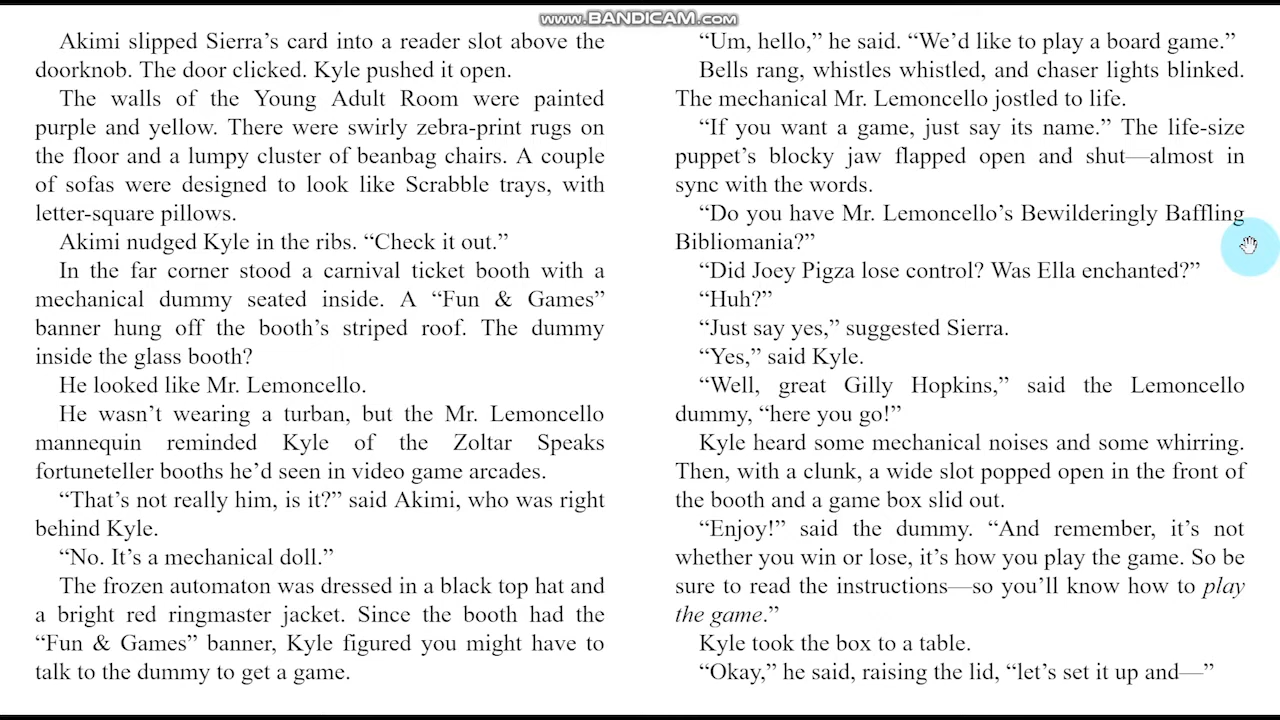 www.BANDICAM.com
Akimi slipped Sierra’s card into a reader slot above the
doorknob. The door clicked. Kyle pushed it open.
The walls of the Young Adult Room were painted
purple and yellow. There were swirly zebra-print rugs on
the floor and a lumpy cluster of beanbag chairs. A couple
of sofas were designed to look like Scrabble trays, with
letter-square pillows.
Akimi nudged Kyle in the ribs. “Check it out.”
In the far corner stood a carnival ticket booth with a
mechanical dummy seated inside. A “Fun & Games”
banner hung off the booth’s striped roof. The dummy
inside the glass booth?
He looked like Mr. Lemoncello.
He wasn’t wearing a turban, but the Mr. Lemoncello
mannequin reminded Kyle of the Zoltar Speaks
fortuneteller booths he’d seen in video game arcades.
“That’s not really him, is it?” said Akimi, who was right
behind Kyle.
“No. It’s a mechanical doll.”
The frozen automaton was dressed in a black top hat and
a bright red ringmaster jacket. Since the booth had the
“Fun & Games” banner, Kyle figured you might have to
talk to the dummy to get a game.
“Um, hello,” he said. “We’d like to play a board game.”
Bells rang, whistles whistled, and chaser lights blinked.
The mechanical Mr. Lemoncello jostled to life.
“If you want a game, just say its name.” The life-size
puppet’s blocky jaw flapped open and shut—almost in
sync with the words.
“Do you have Mr. Lemoncello’s Bewilderingly Baffling
Bibliomania?”
“Did Joey Pigza lose control? Was Ella enchanted?”
“Huh?”
“Just say yes,” suggested Sierra.
“Yes,” said Kyle.
“Well, great Gilly Hopkins,” said the Lemoncello
dummy, “here you go!”
Kyle heard some mechanical noises and some whirring.
Then, with a clunk, a wide slot popped open in the front of
the booth and a game box slid out.
“Enjoy!” said the dummy. “And remember, it’s not
whether you win or lose, it’s how you play the game. So be
sure to read the instructions—so you’ll know how to play
the game.”
Kyle took the box to a table.
“Okay,” he said, raising the lid, “let’s set it up and—”